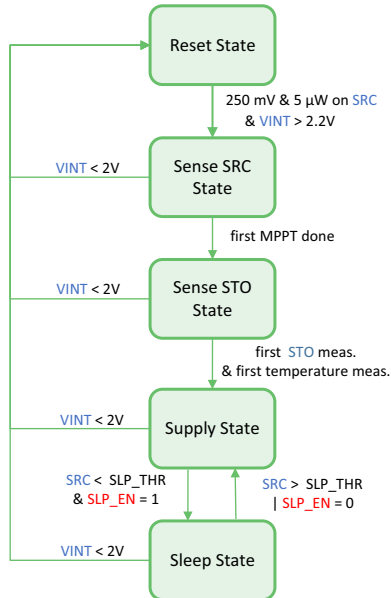 Reset State
250 mV & 5 µW on SRC
& VINT > 2.2V
VINT < 2V
Sense SRC
State
first MPPT done
VINT < 2V
Sense STO
State
first STO meas.
& first temperature meas.
VINT < 2V
Supply State
SRC < SLP_THR
& SLP_EN = 1
SRC > SLP_THR
| SLP_EN = 0
VINT < 2V
Sleep State